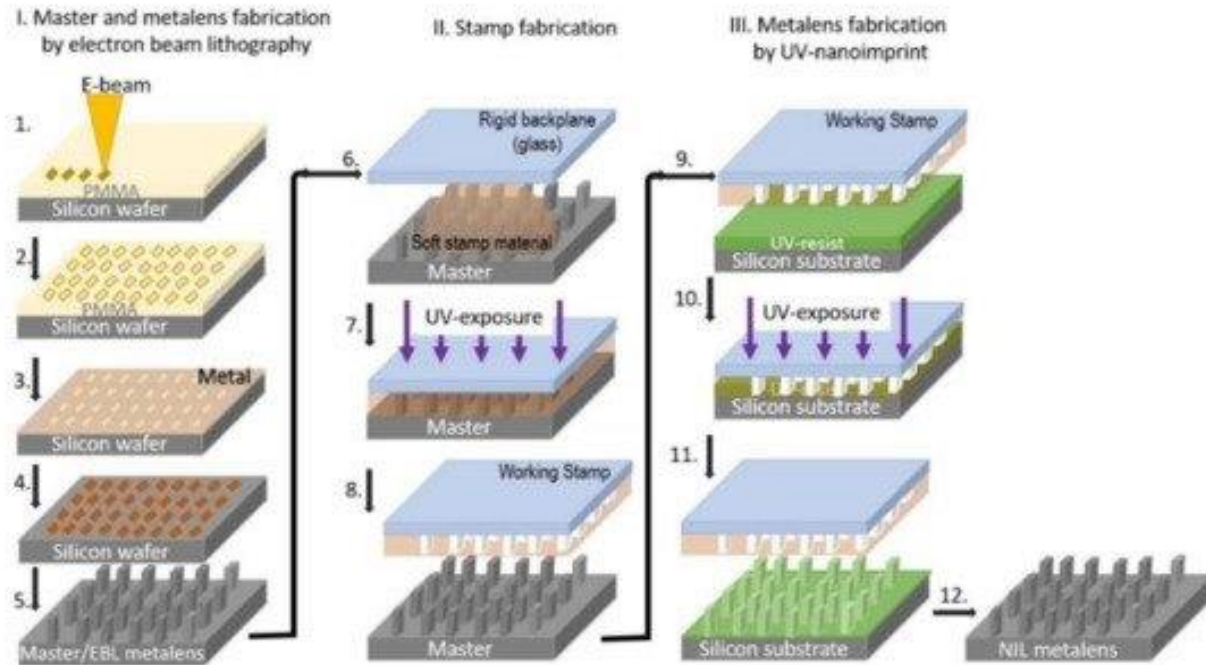 I. Master and metalens fabrication
by electron beam lithography
E-beam
1.
PMMA
Silicon wafer
2.
PMMA
Silicon wafer
3.
Metal
Silicon wafer
4.
Silicon wafer
5.
Master/EBL metalens
II. Stamp fabrication
6.
Rigid backplane
(glass)
Soft stamp material
Master
7.
UV-exposure
Master
8.
Working Stamp
Master
III. Metalens fabrication
by UV-nanoimprint
9.
Working Stamp
UV-resist
Silicon substrate
10.
UV-exposure
Silicon substrate
11.
Silicon substrate
12.
NIL metalens